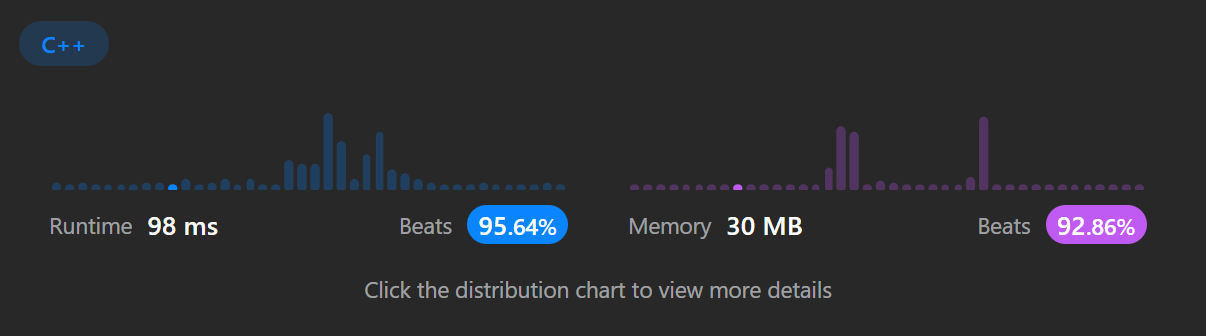 C++
Runtime 98 ms Beats 95.64% Memory 30 MB Beats 92.86%
Click the distribution chart to view more details